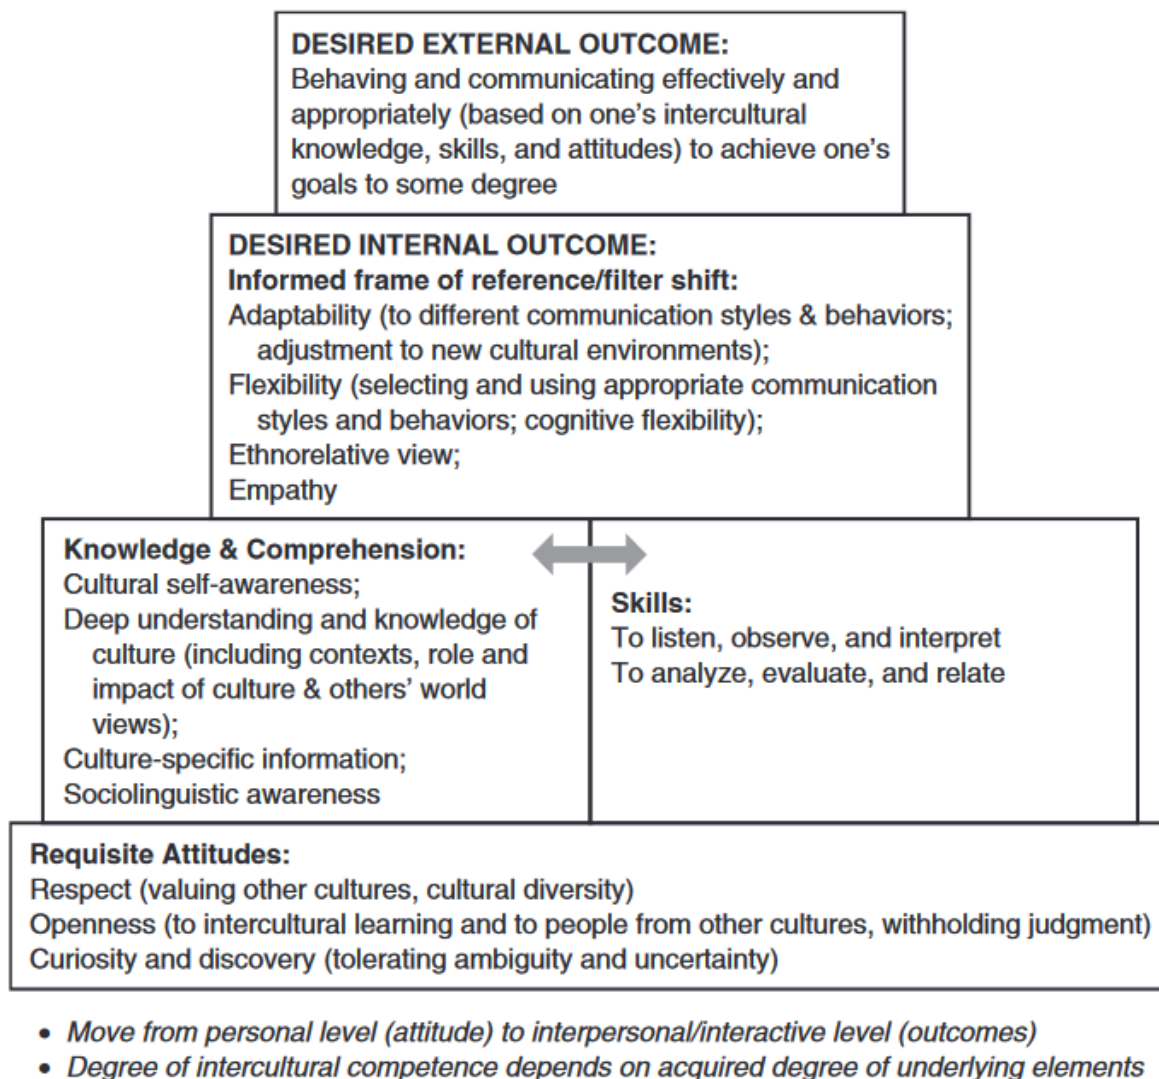 DESIRED EXTERNAL OUTCOME:
Behaving and communicating effectively and
appropriately (based on one's intercultural
knowledge, skills, and attitudes) to achieve one's
goals to some degree
DESIRED INTERNAL OUTCOME:
Informed frame of reference/filter shift:
Adaptability (to different communication styles & behaviors;
adjustment to new cultural environments);
Flexibility (selecting and using appropriate communication
styles and behaviors; cognitive flexibility);
Ethnorelative view;
Empathy
Knowledge & Comprehension:
Cultural self-awareness;
Deep understanding and knowledge of
culture (including contexts, role and
impact of culture & others' world
views);
Culture-specific information;
Sociolinguistic awareness
Skills:
To listen, observe, and interpret
To analyze, evaluate, and relate
Requisite Attitudes:
Respect (valuing other cultures, cultural diversity)
Openness (to intercultural learning and to people from other cultures, withholding judgment)
Curiosity and discovery (tolerating ambiguity and uncertainty)
• Move from personal level (attitude) to interpersonal/interactive level (outcomes)
• Degree of intercultural competence depends on acquired degree of underlying elements